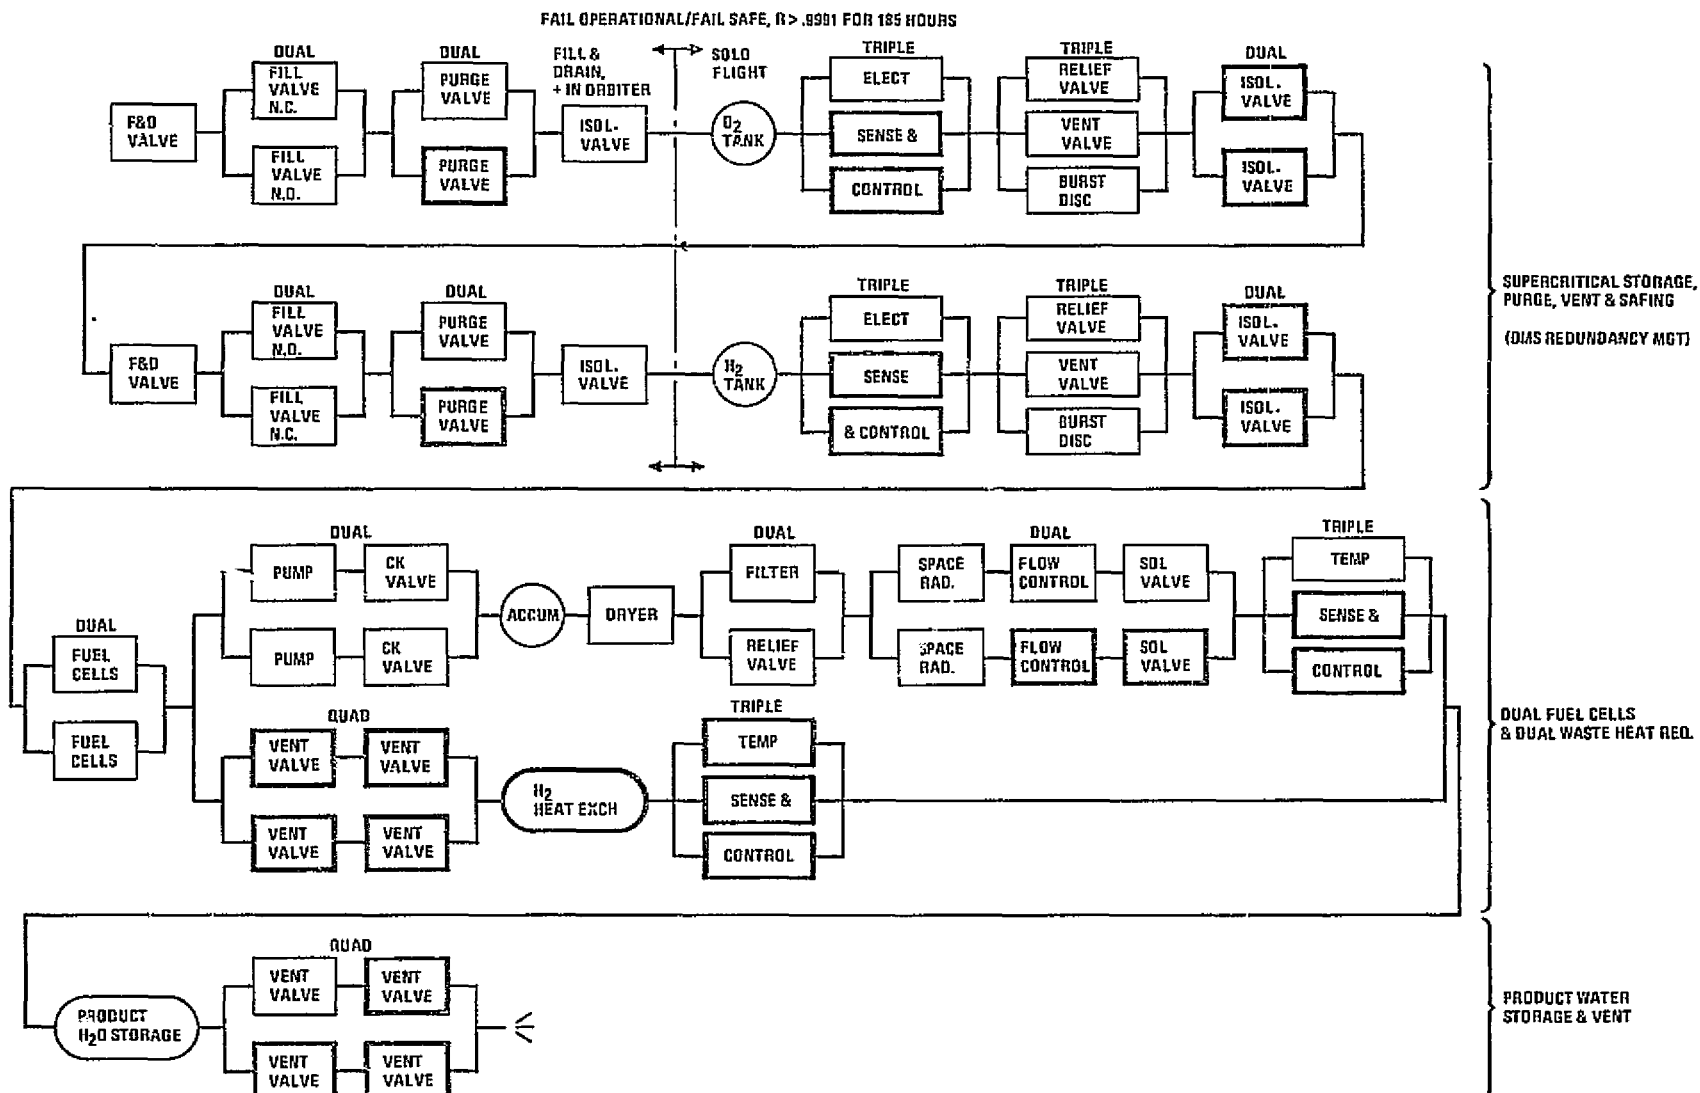 FAIL OPERATIONAL/FAIL SAFE, R > .9901 FOR 185 HOURS
DUAL
DUAL
FILL &
DRAIN,
+ IN ORBITER
SOLO
FLIGHT
TRIPLE
TRIPLE
DUAL
F&D
VALVE
FILL
VALVE
N.C.
FILL
VALVE
N.O.
PURGE
VALVE
PURGE
VALVE
ISOL.
VALVE
O2
TANK
ELECT
SENSE &
CONTROL
RELIEF
VALVE
VENT
VALVE
BURST
DISC
ISOL.
VALVE
ISOL.
VALVE
DUAL
DUAL
TRIPLE
TRIPLE
DUAL
F&D
VALVE
FILL
VALVE
N.O.
FILL
VALVE
N.C.
PURGE
VALVE
PURGE
VALVE
ISOL.
VALVE
H2
TANK
ELECT
SENSE
& CONTROL
RELIEF
VALVE
VENT
VALVE
BURST
DISC
ISOL.
VALVE
ISOL.
VALVE
SUPERCRITICAL STORAGE,
PURGE, VENT & SAFING
(DMS REDUNDANCY MGT)
DUAL
FUEL
CELLS
FUEL
CELLS
DUAL
PUMP
CK
VALVE
PUMP
CK
VALVE
ACCUM
DRYER
DUAL
FILTER
RELIEF
VALVE
DUAL
SPACE
RAD.
FLOW
CONTROL
SOL
VALVE
SPACE
RAD.
FLOW
CONTROL
SOL
VALVE
TRIPLE
TEMP
SENSE &
CONTROL
QUAD
VENT
VALVE
VENT
VALVE
VENT
VALVE
VENT
VALVE
H2
HEAT EXCH
TRIPLE
TEMP
SENSE &
CONTROL
DUAL FUEL CELLS
& DUAL WASTE HEAT REQ.
PRODUCT
H2O STORAGE
QUAD
VENT
VALVE
VENT
VALVE
VENT
VALVE
VENT
VALVE
PRODUCT WATER
STORAGE & VENT